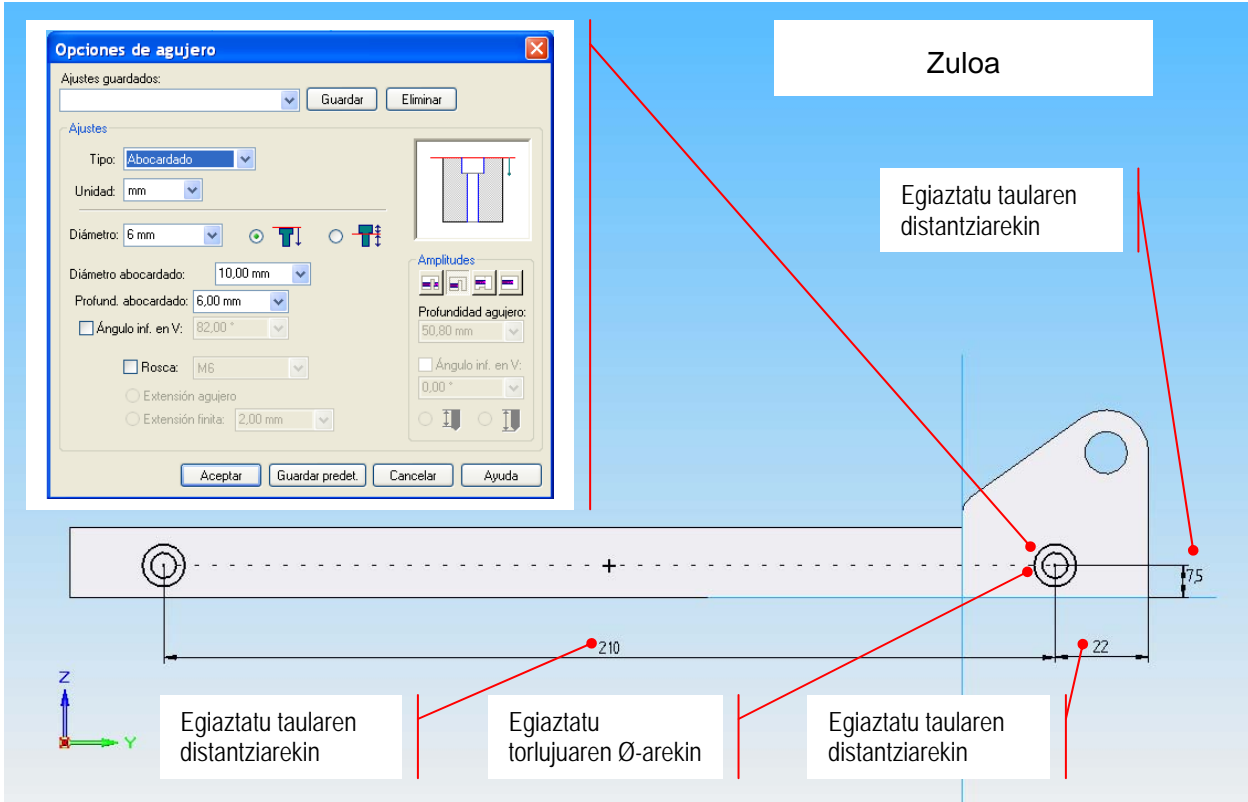 Opciones de agujero
Ajustes guardados:
Guardar
Eliminar
Ajustes
Tipo: Abocardado
Unidad: mm
Diámetro: 6 mm
Diámetro abocardado: 10,00 mm
Profund. abocardado: 6,00 mm
Ángulo inf. en V: 82,00 °
Rosca: M6
Extensión agujero
Extensión finita: 2,00 mm
Amplitudes
Profundidad agujero:
50,80 mm
Ángulo inf. en V:
0,00 °
Aceptar
Guardar predet.
Cancelar
Ayuda
Zuloa
Egiaztatu taularen
distantziarekin
7,5
210
22
Z
Y
Egiaztatu taularen
distantziarekin
Egiaztatu
torlujuaren Ø-arekin
Egiaztatu taularen
distantziarekin